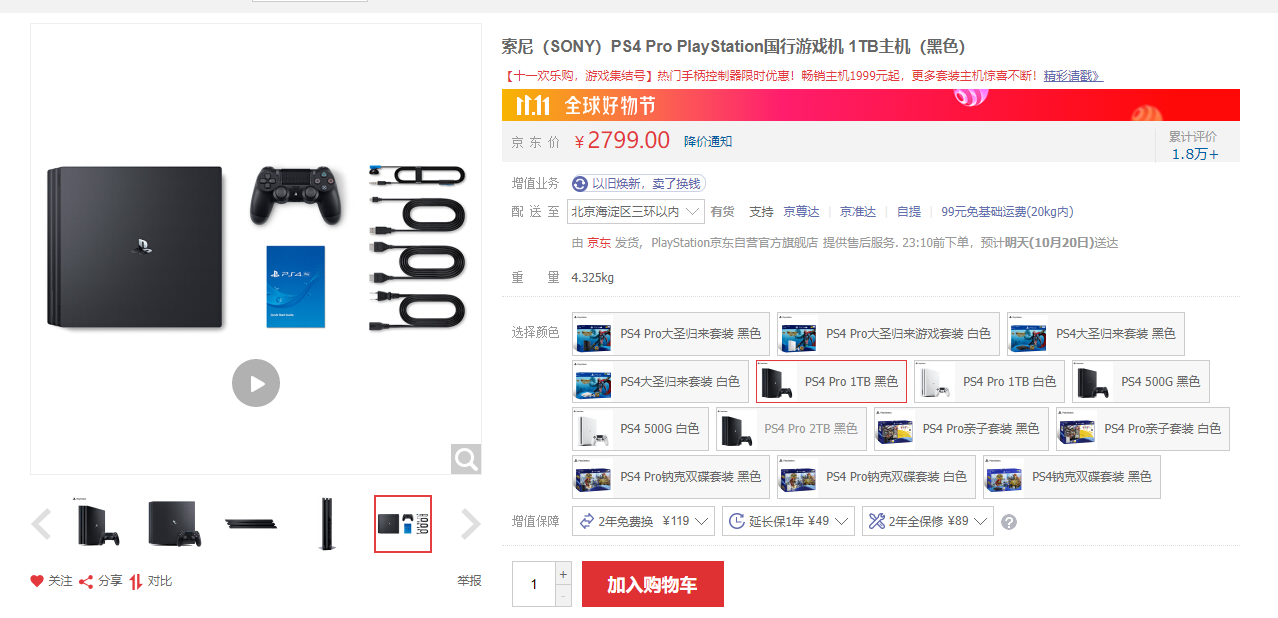 索尼（SONY）PS4 Pro PlayStation国行游戏机 1TB主机（黑色）
【十一欢乐购，游戏集结号】热门手柄控制器限时优惠！畅销主机1999元起，更多套装主机惊喜不断！精彩请戳》
11.11 全球好物节
京东价 ￥2799.00 降价通知
累计评价
1.8万+
增值业务 以旧焕新，卖了换钱
配送至 北京海淀区三环以内 有货 支持 京尊达 京准达 自提 99元免基础运费(20kg内)
由 京东 发货，PlayStation京东自营官方旗舰店 提供售后服务. 23:10前下单，预计明天(10月20日)送达
重量 4.325kg
选择颜色 PS4 Pro大圣归来套装 黑色 PS4 Pro大圣归来游戏套装 白色 PS4大圣归来套装 黑色
PS4大圣归来套装 白色 PS4 Pro 1TB 黑色 PS4 Pro 1TB 白色 PS4 500G 黑色
PS4 500G 白色 PS4 Pro 2TB 黑色 PS4 Pro亲子套装 黑色 PS4 Pro亲子套装 白色
PS4 Pro钠克双碟套装 黑色 PS4 Pro钠克双碟套装 白色 PS4钠克双碟套装 黑色
增值保障 2年免费换 ¥119 延长保1年 ¥49 2年全保修 ¥89 ?
1 + -
加入购物车
关注 分享 对比 举报